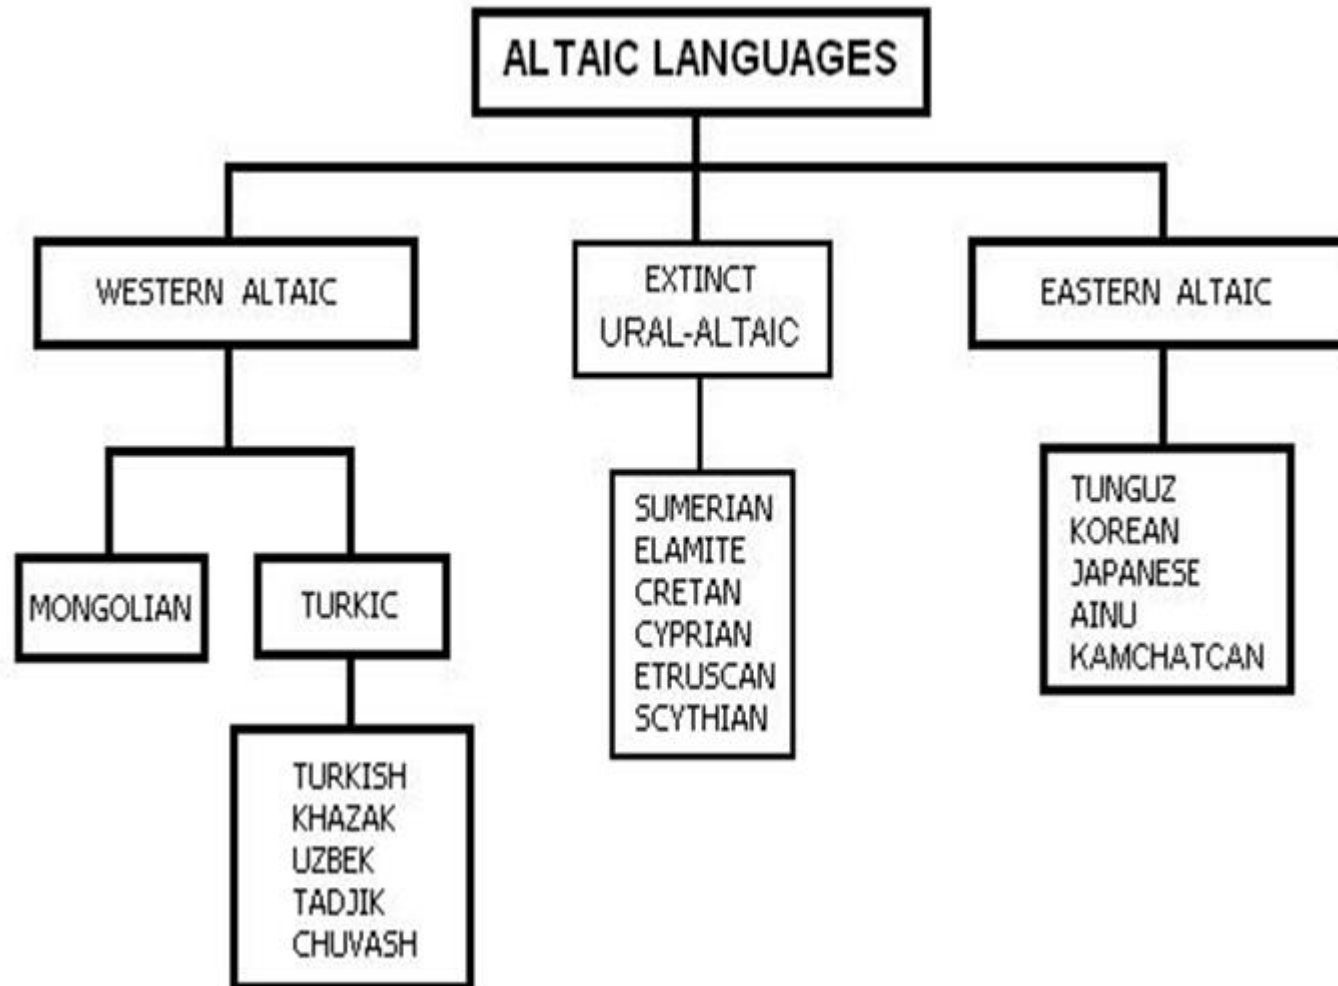 ALTAIC LANGUAGES
WESTERN ALTAIC
EXTINCT
URAL-ALTAIC
EASTERN ALTAIC
MONGOLIAN
TURKIC
TURKISH
KHAZAK
UZBEK
TADJIK
CHUVASH
SUMERIAN
ELAMITE
CRETAN
CYPRIAN
ETRUSCAN
SCYTHIAN
TUNGUZ
KOREAN
JAPANESE
AINU
KAMCHATCAN